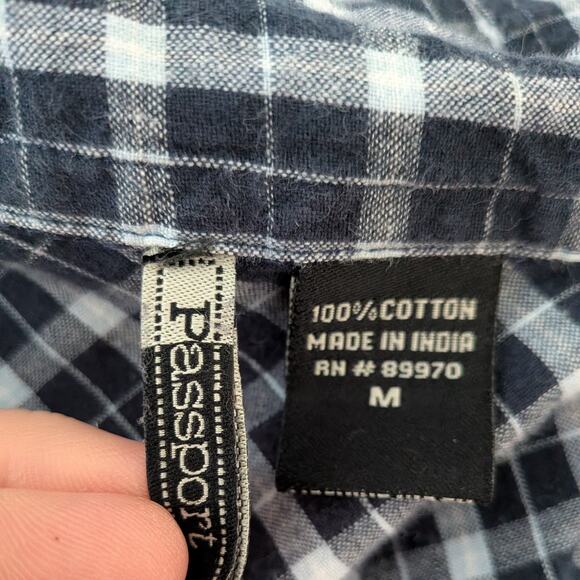 Passport
100% COTTON
MADE IN INDIA
RN # 89970
M